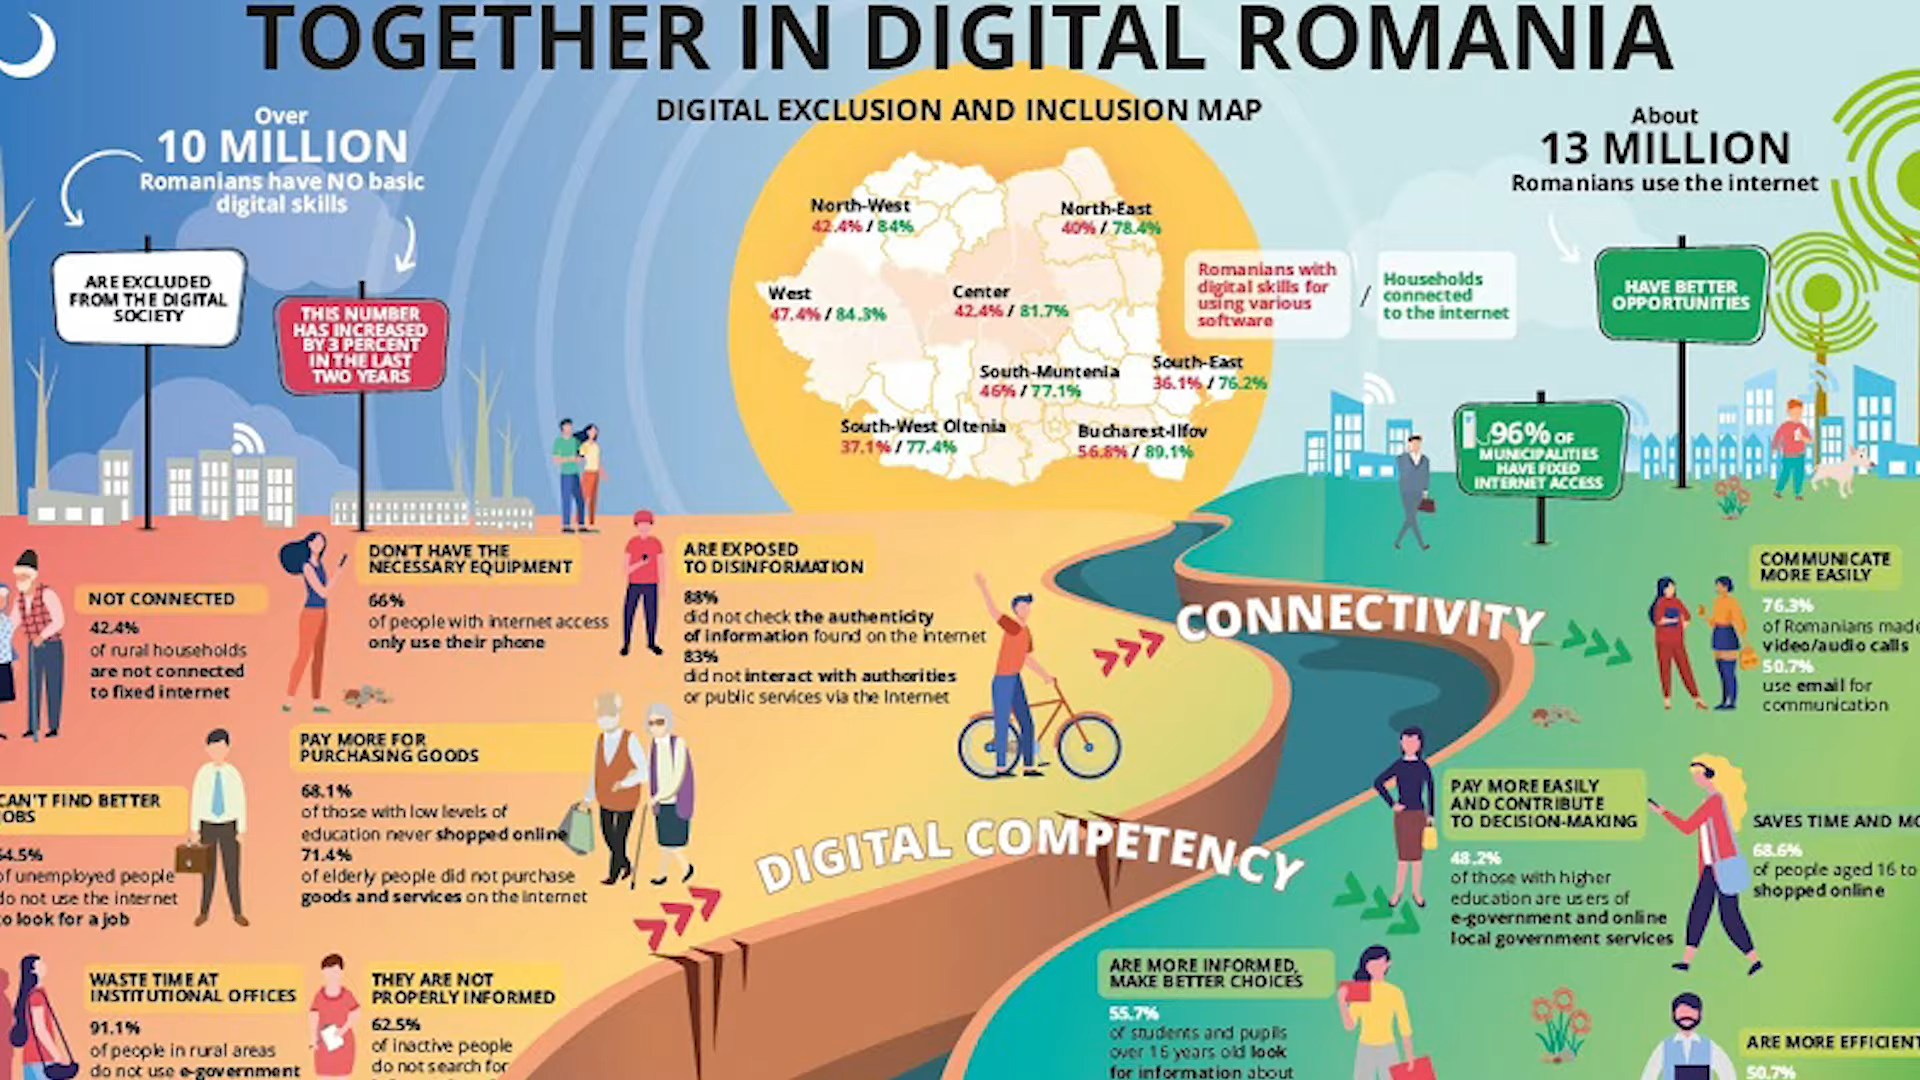 TOGETHER IN DIGITAL ROMANIA
DIGITAL EXCLUSION AND INCLUSION MAP
Over
10 MILLION
Romanians have NO basic
digital skills
ARE EXCLUDED
FROM THE DIGITAL
SOCIETY
THIS NUMBER
HAS INCREASED
BY 3 PERCENT
IN THE LAST
TWO YEARS
North-West
42.4% / 84%
North-East
40% / 78.4%
West
47.4% / 84.3%
Center
42.4% / 81.7%
South-Muntenia
46% / 77.1%
South-East
36.1% / 76.2%
South-West Oltenia
37.1% / 77.4%
Bucharest-Ilfov
56.8% / 89.1%
Romanians with
digital skills for
using various
software
/
Households
connected
to the internet
About
13 MILLION
Romanians use the internet
HAVE BETTER
OPPORTUNITIES
96% OF
MUNICIPALITIES
HAVE FIXED
INTERNET ACCESS
NOT CONNECTED
42.4%
of rural households
are not connected
to fixed internet
DON'T HAVE THE
NECESSARY EQUIPMENT
66%
of people with internet access
only use their phone
ARE EXPOSED
TO DISINFORMATION
88%
did not check the authenticity
of information found on the internet
83%
did not interact with authorities
or public services via the Internet
CONNECTIVITY
COMMUNICATE
MORE EASILY
76.3%
of Romanians made
video/audio calls
50.7%
use email for
communication
CAN'T FIND BETTER
JOBS
4.5%
of unemployed people
do not use the internet
to look for a job
PAY MORE FOR
PURCHASING GOODS
68.1%
of those with low levels of
education never shopped online
71.4%
of elderly people did not purchase
goods and services on the Internet
DIGITAL COMPETENCY
PAY MORE EASILY
AND CONTRIBUTE
TO DECISION-MAKING
48.2%
of those with higher
education are users of
e-government and online
local government services
SAVES TIME AND MO
68.6%
of people aged 16 to
shopped online
WASTE TIME AT
INSTITUTIONAL OFFICES
91.1%
of people in rural areas
do not use e-government
THEY ARE NOT
PROPERLY INFORMED
62.5%
of inactive people
do not search for
ARE MORE INFORMED,
MAKE BETTER CHOICES
55.7%
of students and pupils
over 16 years old look
for information about
ARE MORE EFFICIENT
50.7%